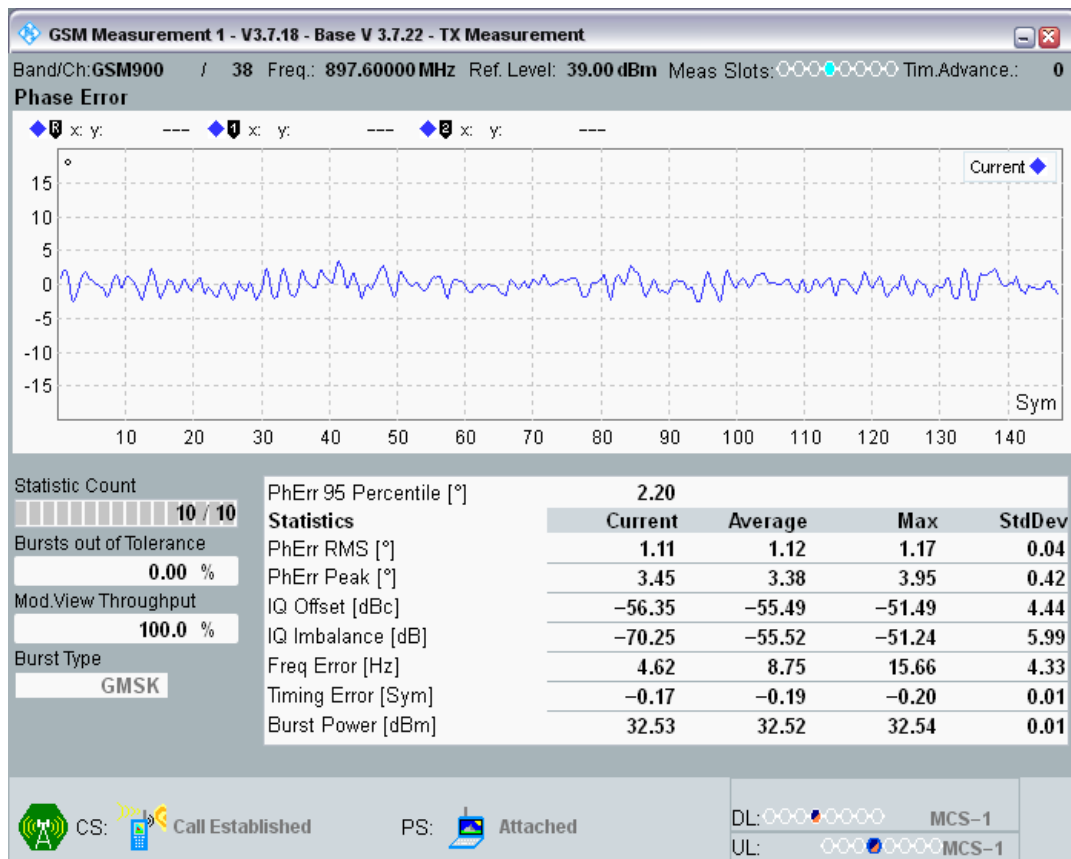 GSM Measurement 1 - V3.7.18 - Base V 3.7.22 - TX Measurement
Band/Ch:GSM900 / 38 Freq.: 897.60000 MHz Ref. Level: 39.00 dBm Meas Slots: Tim.Advance.: 0
Phase Error
R x: y: --- 1 x: y: --- 2 x: y: ---
°
Current
15
10
5
0
-5
-10
-15
Sym
10 20 30 40 50 60 70 80 90 100 110 120 130 140
Statistic Count
10 / 10
Bursts out of Tolerance
0.00 %
Mod.View Throughput
100.0 %
Burst Type
GMSK
PhErr 95 Percentile [°] 2.20
Statistics Current Average Max StdDev
PhErr RMS [°] 1.11 1.12 1.17 0.04
PhErr Peak [°] 3.45 3.38 3.95 0.42
IQ Offset [dBc] −56.35 −55.49 −51.49 4.44
IQ Imbalance [dB] −70.25 −55.52 −51.24 5.99
Freq Error [Hz] 4.62 8.75 15.66 4.33
Timing Error [Sym] −0.17 −0.19 −0.20 0.01
Burst Power [dBm] 32.53 32.52 32.54 0.01
CS: Call Established PS: Attached
DL: MCS−1
UL: MCS−1